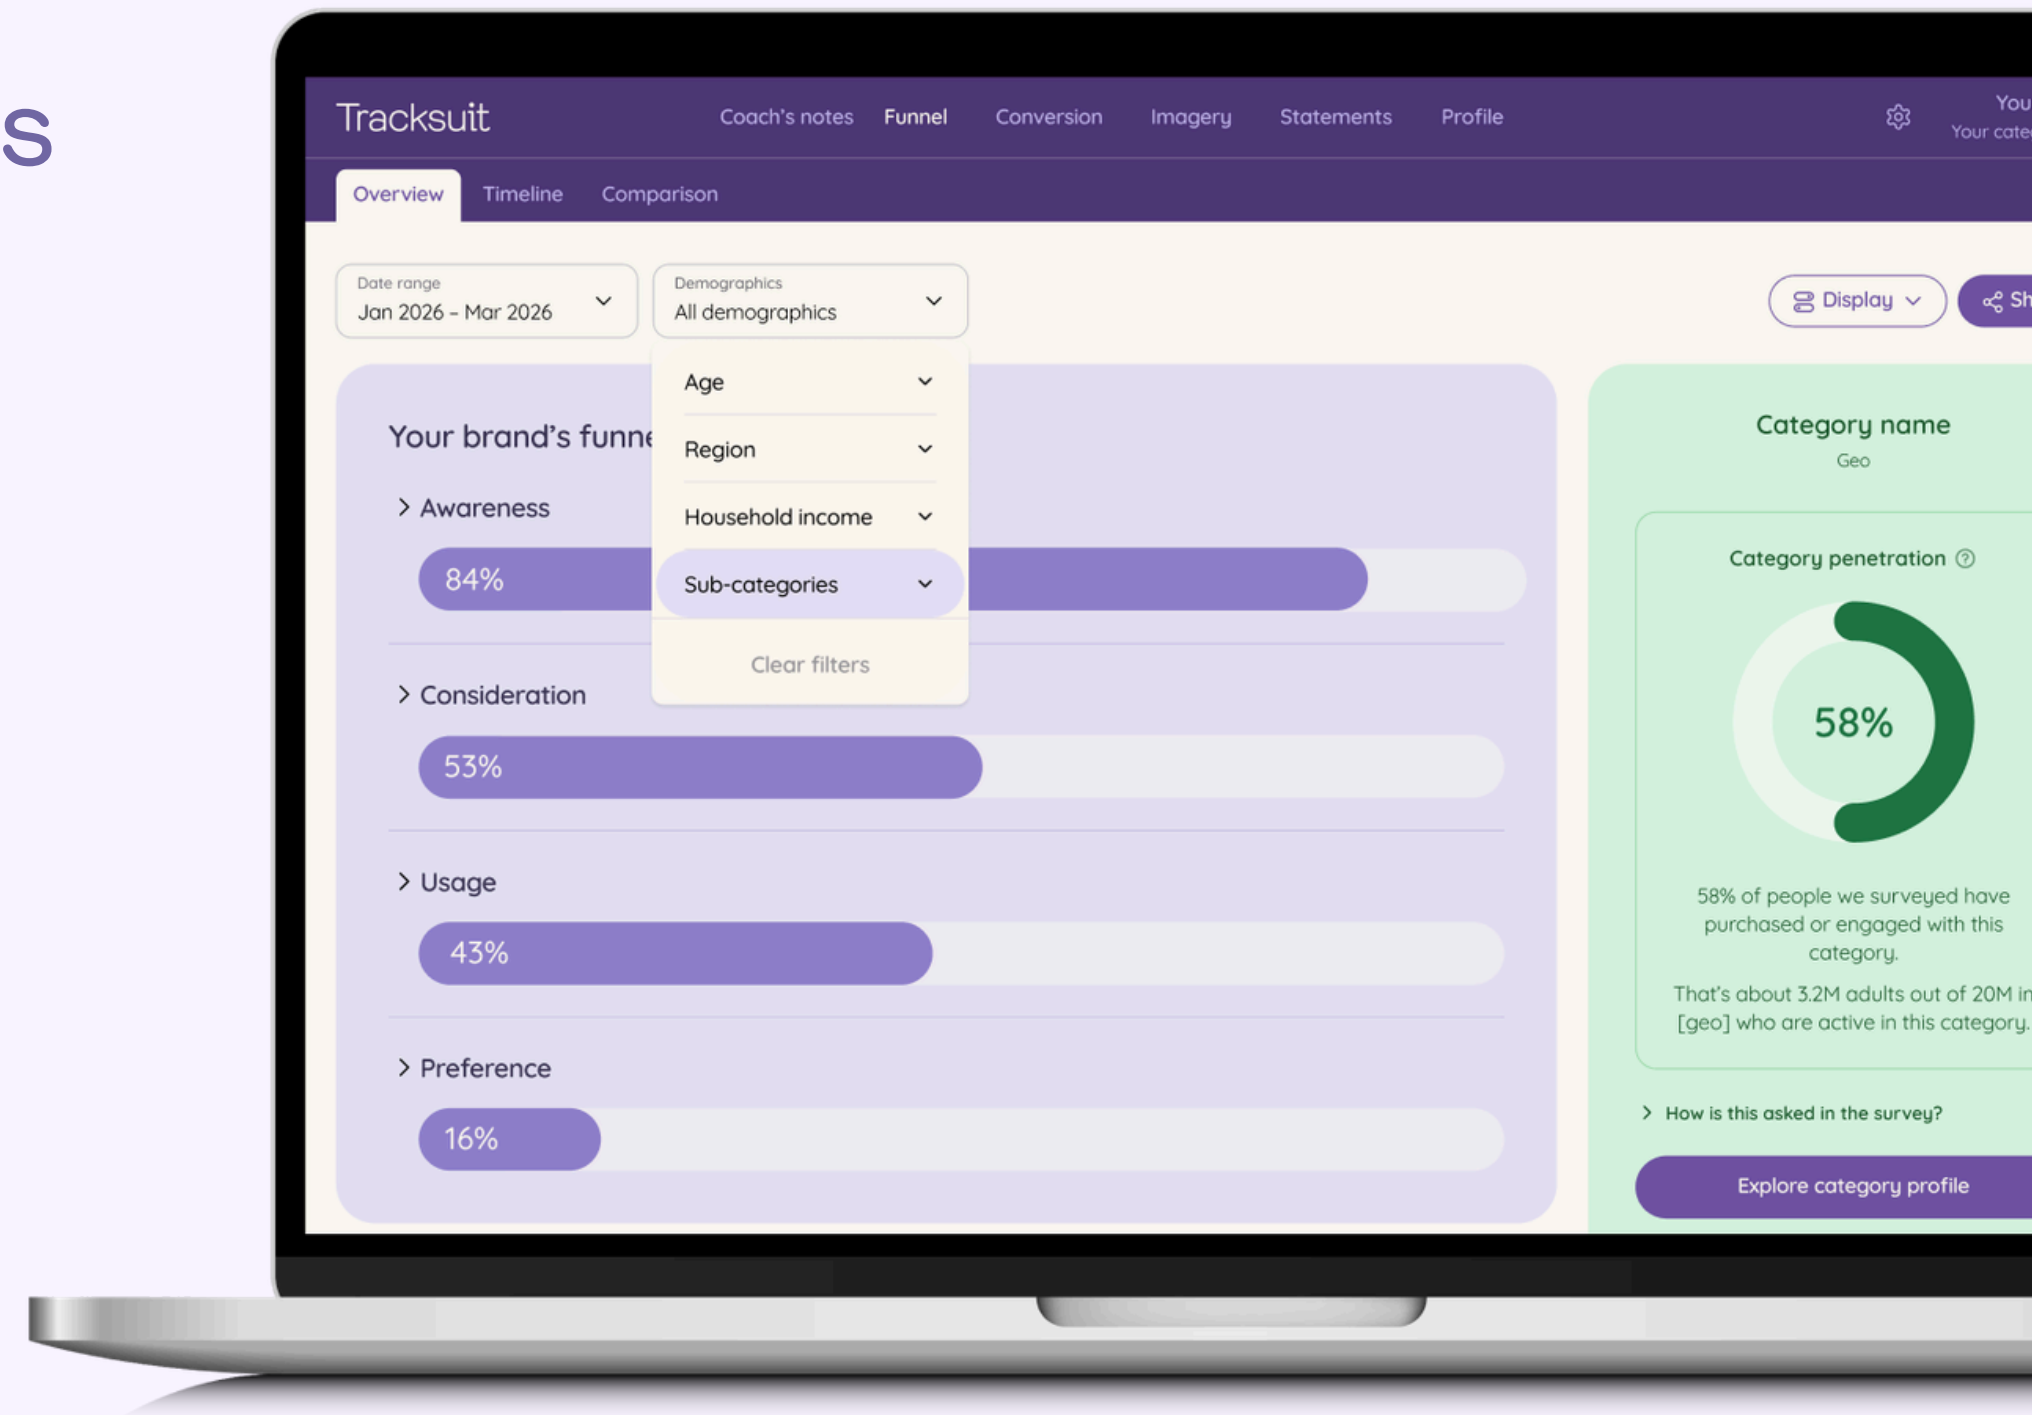 s
Tracksuit
Coach's notes
Funnel
Conversion
Imagery
Statements
Profile
You
Your cate
Overview
Timeline
Comparison
Date range
Jan 2026 – Mar 2026
Demographics
All demographics
Display
Sh
Age
Region
Household income
Sub-categories
Clear filters
Your brand's funne
Awareness
84%
Consideration
53%
Usage
43%
Preference
16%
Category name
Geo
Category penetration ?
58%
58% of people we surveyed have
purchased or engaged with this
category.
That's about 3.2M adults out of 20M in
[geo] who are active in this category.
How is this asked in the survey?
Explore category profile